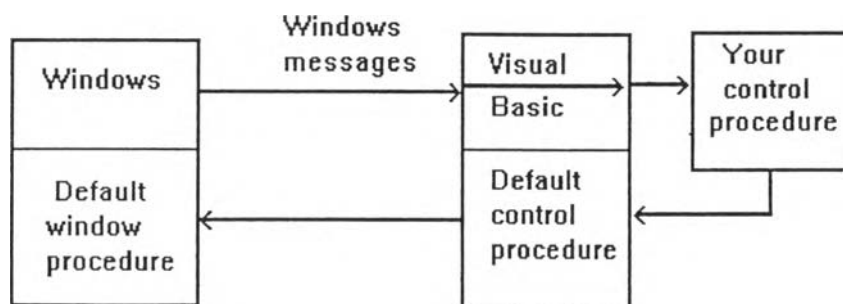 Windows
messages
Windows
Visual
Basic
Your
control
procedure
Default
window
procedure
Default
control
procedure